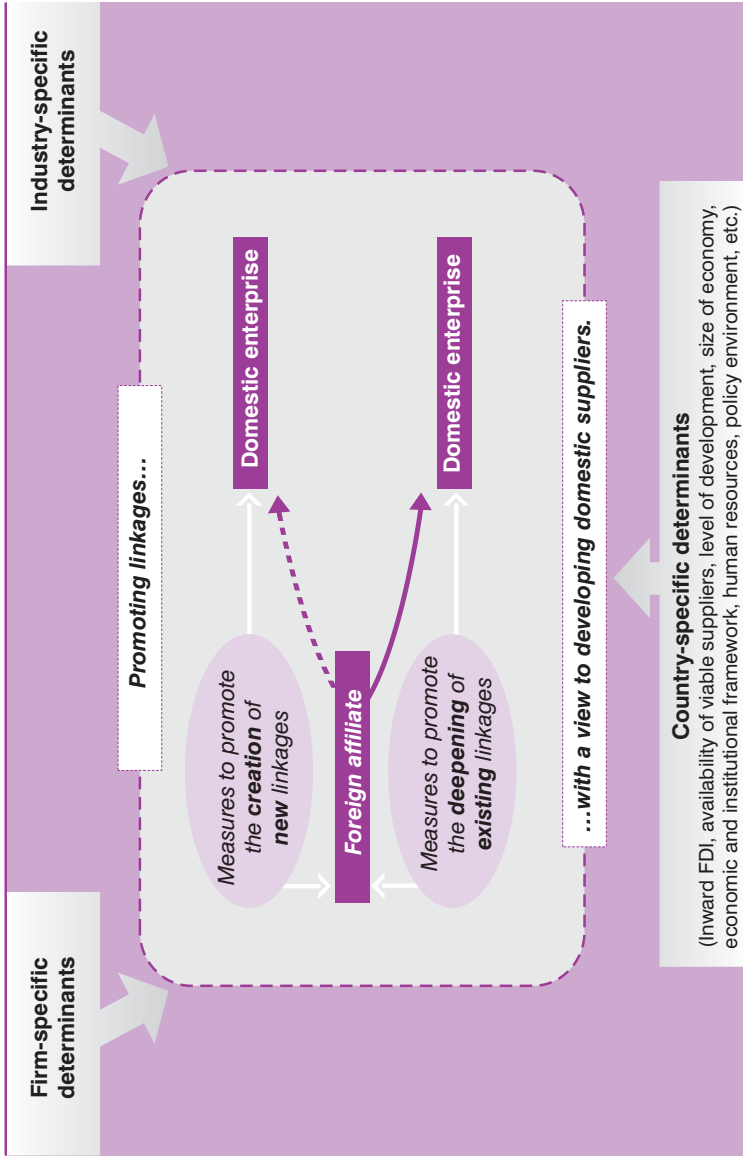 Firm-specific
determinants
Industry-specific
determinants
Promoting linkages…
Measures to promote
the creation of
new linkages
Domestic enterprise
Foreign affiliate
Measures to promote
the deepening of
existing linkages
Domestic enterprise
…with a view to developing domestic suppliers.
Country-specific determinants
(Inward FDI, availability of viable suppliers, level of development, size of economy,
economic and institutional framework, human resources, policy environment, etc.)